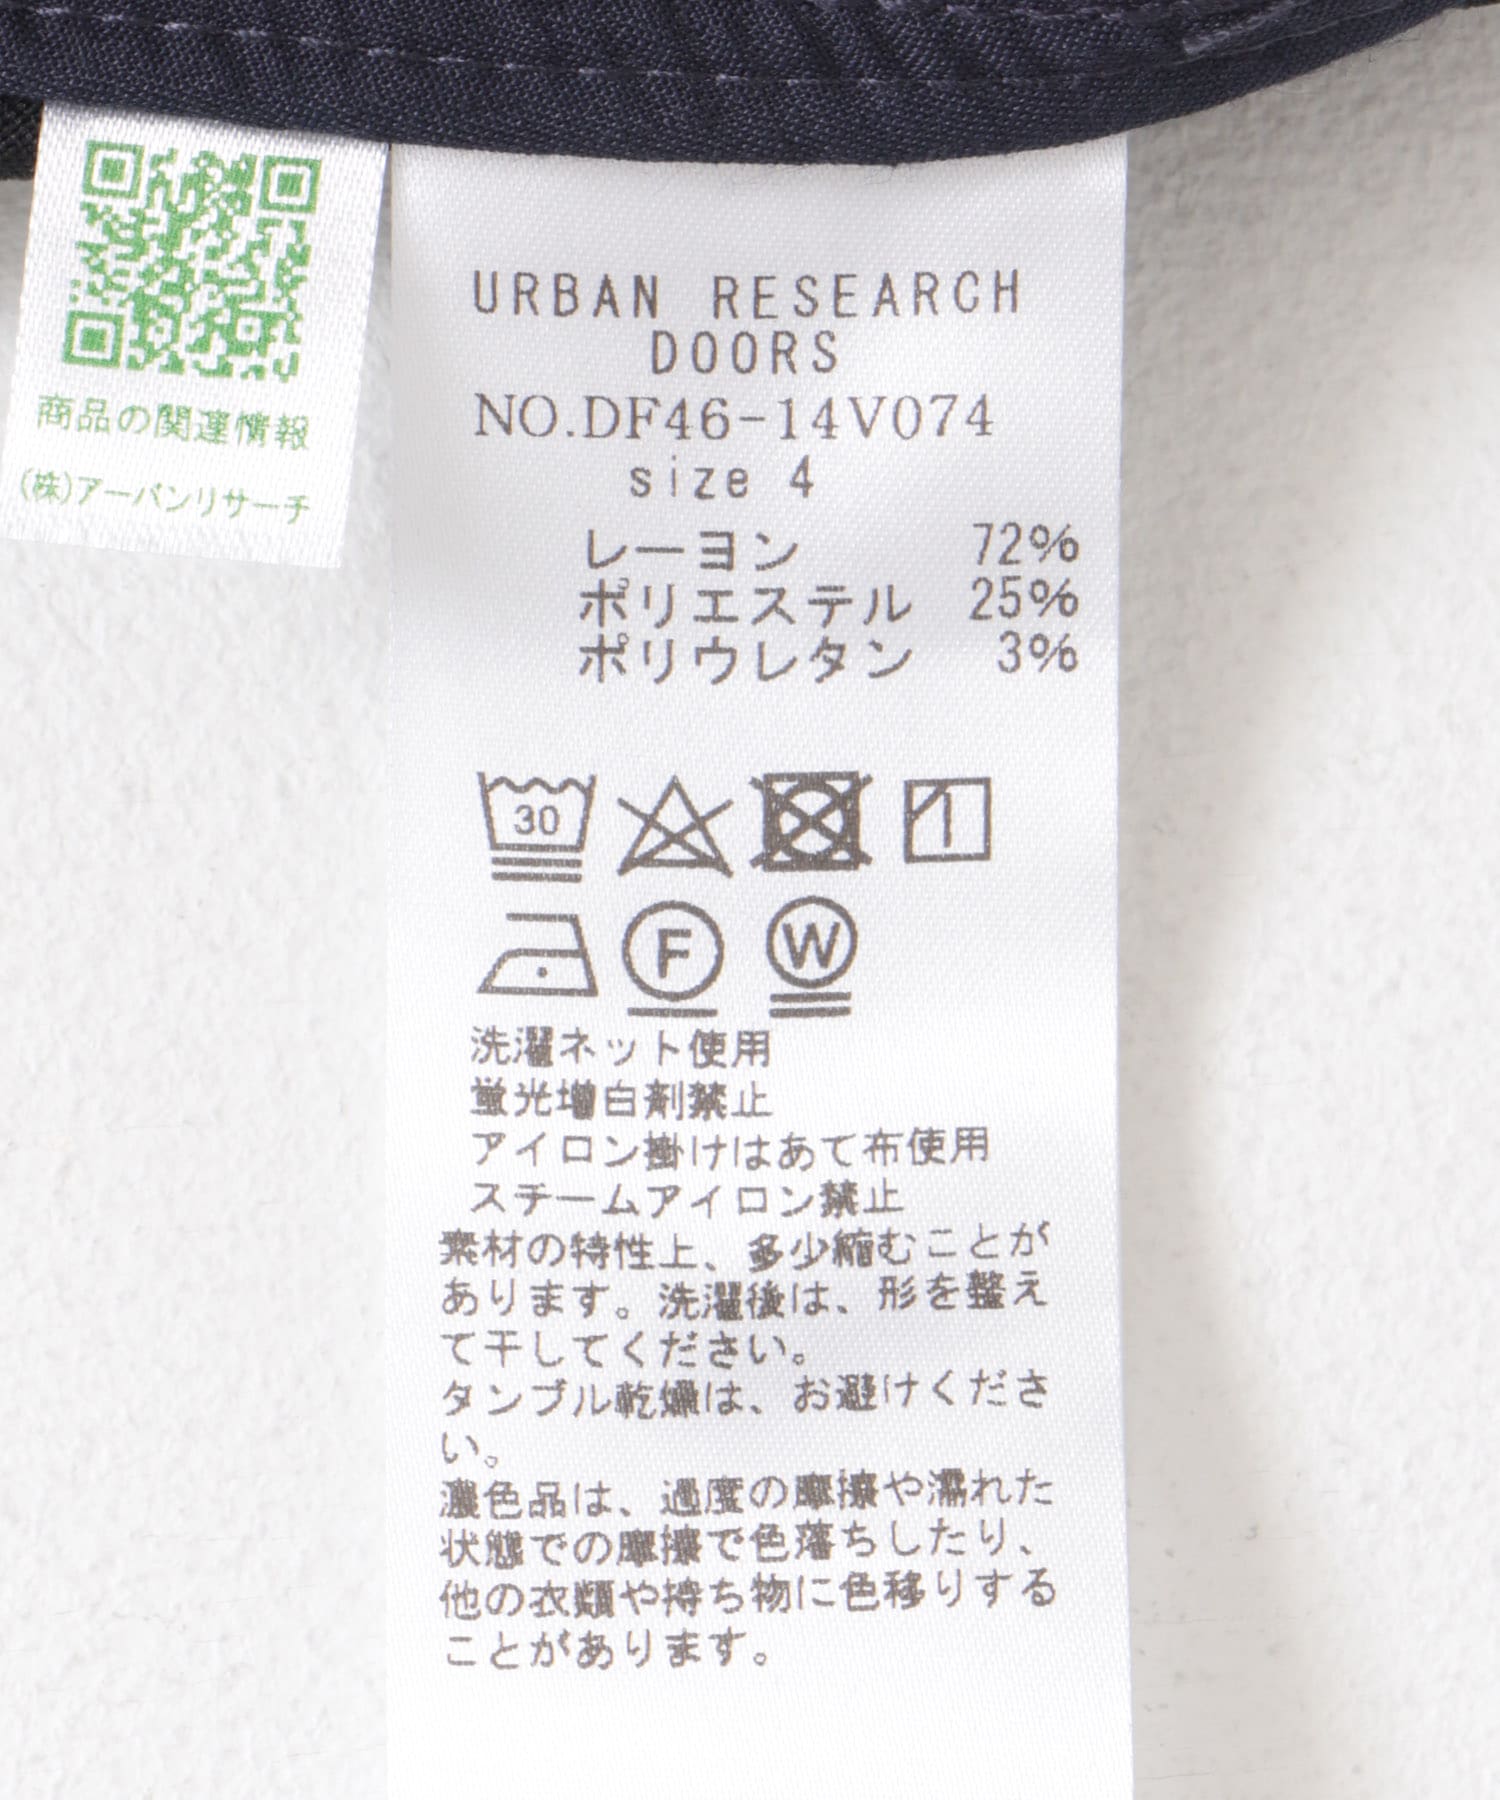 商品の関連情報
(株)アーバンリサーチ
URBAN RESEARCH
DOORS
NO.DF46-14V074
size 4
レーヨン 72%
ポリエステル 25%
ポリウレタン 3%
30
F W
洗濯ネット使用
蛍光増白剤禁止
アイロン掛けはあて布使用
スチームアイロン禁止
素材の特性上、多少縮むことが
あります。洗濯後は、形を整え
て干してください。
タンブル乾燥は、お避けくださ
い。
濃色品は、過度の摩擦や濡れた
状態での摩擦で色落ちしたり、
他の衣類や持ち物に色移りする
ことがあります。